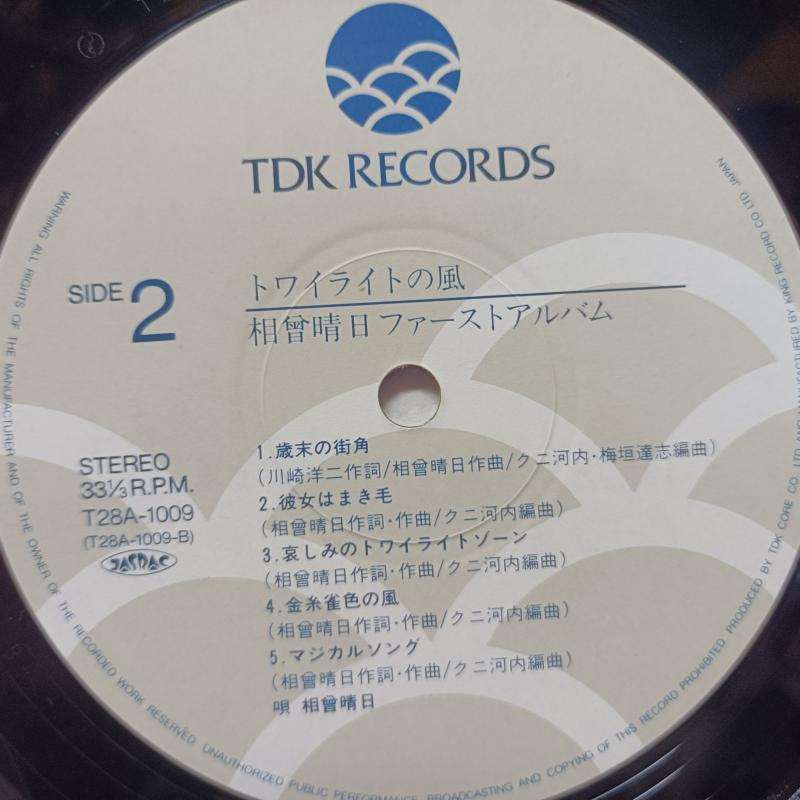 TDK RECORDS
SIDE 2
トワイライトの風
相曾晴日ファーストアルバム
STEREO
33⅓ R.P.M.
T28A-1009
(T28A-1009-B)
JASRAC
1.歳末の街角
(川崎洋二作詞/相曾晴日作曲/クニ河内・梅垣達志編曲)
2.彼女はまき毛
(相曾晴日作詞・作曲/クニ河内編曲)
3.哀しみのトワイライトゾーン
(相曾晴日作詞・作曲/クニ河内編曲)
4.金糸雀色の風
(相曾晴日作詞・作曲/クニ河内編曲)
5.マジカルソング
(相曾晴日作詞・作曲/クニ河内編曲)
唄 相曾晴日
WARNING ALL RIGHTS OF THE MANUFACTURER AND OF THE OWNER OF THE RECORDED WORK RESERVED UNAUTHORIZED PUBLIC PERFORMANCE BROADCASTING AND COPYING OF THIS RECORD PROHIBITED PRODUCED BY TDK CORE CO. LTD AND MANUFACTURED BY KING RECORD CO LTD. JAPAN